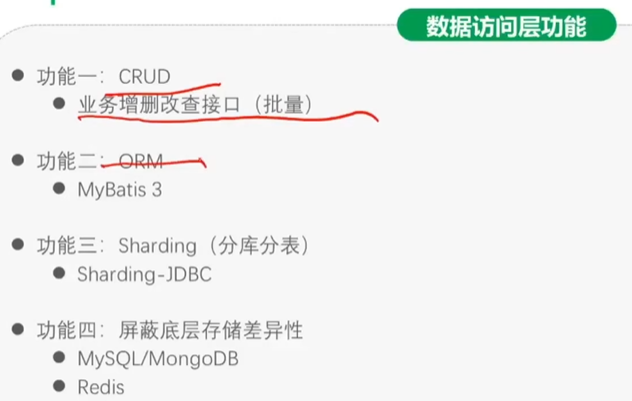 数据访问层功能
功能一：CRUD
业务增删改查接口（批量）
功能二：ORM
MyBatis 3
功能三：Sharding（分库分表）
Sharding-JDBC
功能四：屏蔽底层存储差异性
MySQL/MongoDB
Redis